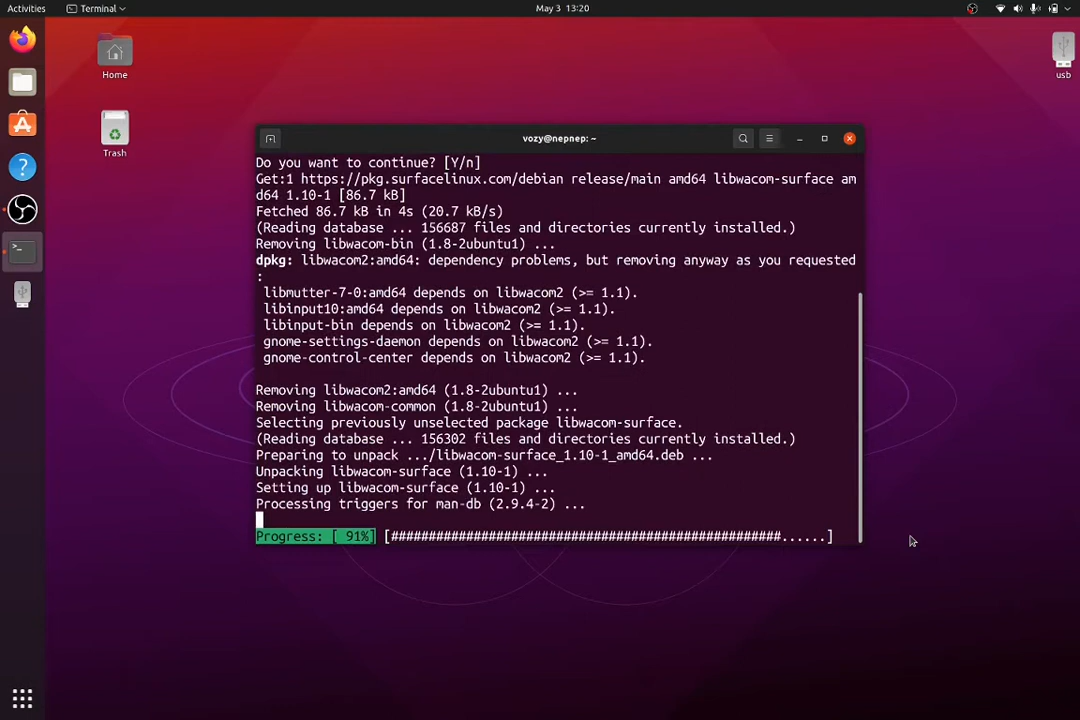 Activities
Terminal
May 3 13:20
Home
Trash
usb
vozy@nepnep: ~
Do you want to continue? [Y/n]
Get:1 https://pkg.surfacelinux.com/debian release/main amd64 libwacom-surface am
d64 1.10-1 [86.7 kB]
Fetched 86.7 kB in 4s (20.7 kB/s)
(Reading database ... 156687 files and directories currently installed.)
Removing libwacom-bin (1.8-2ubuntu1) ...
dpkg: libwacom2:amd64: dependency problems, but removing anyway as you requested
:
libmutter-7-0:amd64 depends on libwacom2 (>= 1.1).
libinput10:amd64 depends on libwacom2 (>= 1.1).
libinput-bin depends on libwacom2 (>= 1.1).
gnome-settings-daemon depends on libwacom2 (>= 1.1).
gnome-control-center depends on libwacom2 (>= 1.1).
Removing libwacom2:amd64 (1.8-2ubuntu1) ...
Removing libwacom-common (1.8-2ubuntu1) ...
Selecting previously unselected package libwacom-surface.
(Reading database ... 156302 files and directories currently installed.)
Preparing to unpack .../libwacom-surface_1.10-1_amd64.deb ...
Unpacking libwacom-surface (1.10-1) ...
Setting up libwacom-surface (1.10-1) ...
Processing triggers for man-db (2.9.4-2) ...
Progress: [ 91%] [####################################################......]